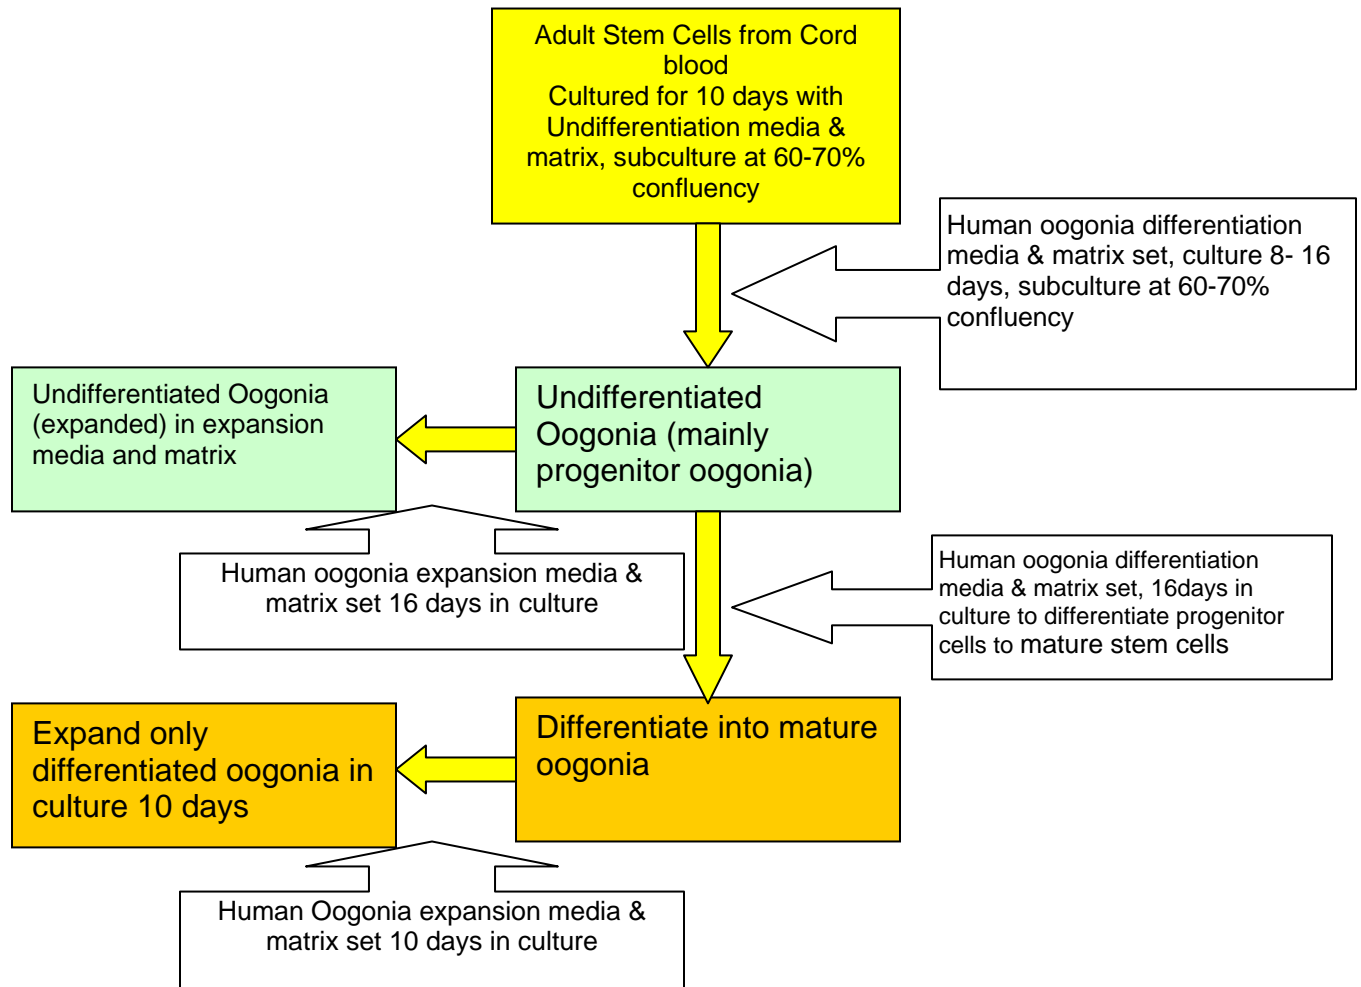 Adult Stem Cells from Cord
blood
Cultured for 10 days with
Undifferentiation media &
matrix, subculture at 60-70%
confluency
Human oogonia differentiation
media & matrix set, culture 8- 16
days, subculture at 60-70%
confluency
Undifferentiated Oogonia
(expanded) in expansion
media and matrix
Undifferentiated
Oogonia (mainly
progenitor oogonia)
Human oogonia expansion media &
matrix set 16 days in culture
Human oogonia differentiation
media & matrix set, 16days in
culture to differentiate progenitor
cells to mature stem cells
Expand only
differentiated oogonia in
culture 10 days
Differentiate into mature
oogonia
Human Oogonia expansion media &
matrix set 10 days in culture